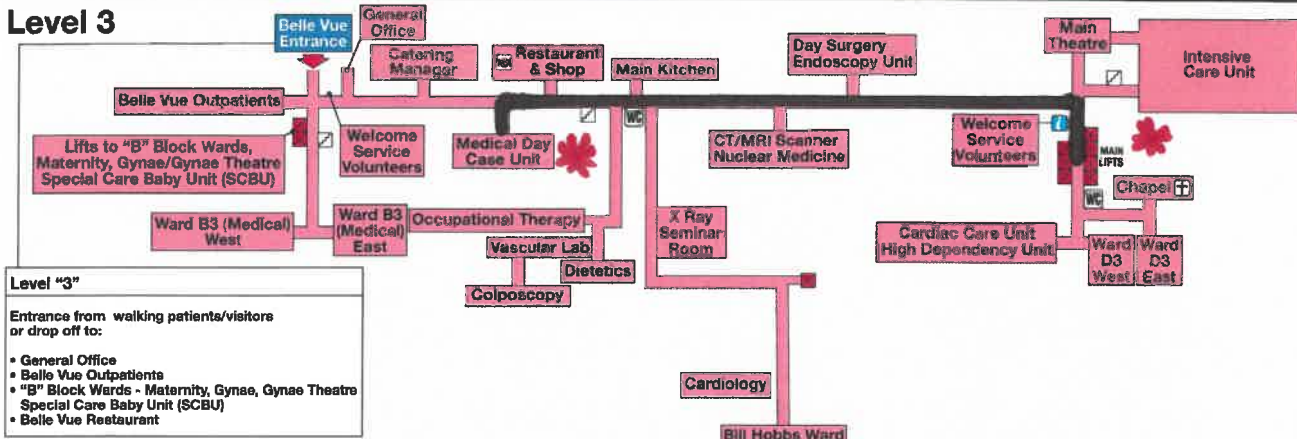 Level 3
Belle Vue
Entrance
General
Office
Catering
Manager
Restaurant
& Shop
Main Kitchen
Day Surgery
Endoscopy Unit
Main
Theatre
Intensive
Care Unit
Belle Vue Outpatients
Lifts to "B" Block Wards,
Maternity, Gynae/Gynae Theatre
Special Care Baby Unit (SCBU)
Welcome
Service
Volunteers
Medical Day
Case Unit
WC
CT/MRI Scanner
Nuclear Medicine
Welcome
Service
Volunteers
MAIN
LIFTS
WC
Chapel
Ward B3 (Medical)
West
Ward B3
(Medical)
East
Occupational Therapy
Vascular Lab
Dietetics
Colposcopy
X Ray
Seminar
Room
Cardiac Care Unit
High Dependency Unit
Ward
D3
West
Ward
D3
East
Cardiology
Bill Hobbs Ward
Level "3"
Entrance from walking patients/visitors
or drop off to:
• General Office
• Belle Vue Outpatients
• "B" Block Wards - Maternity, Gynae, Gynae Theatre
Special Care Baby Unit (SCBU)
• Belle Vue Restaurant